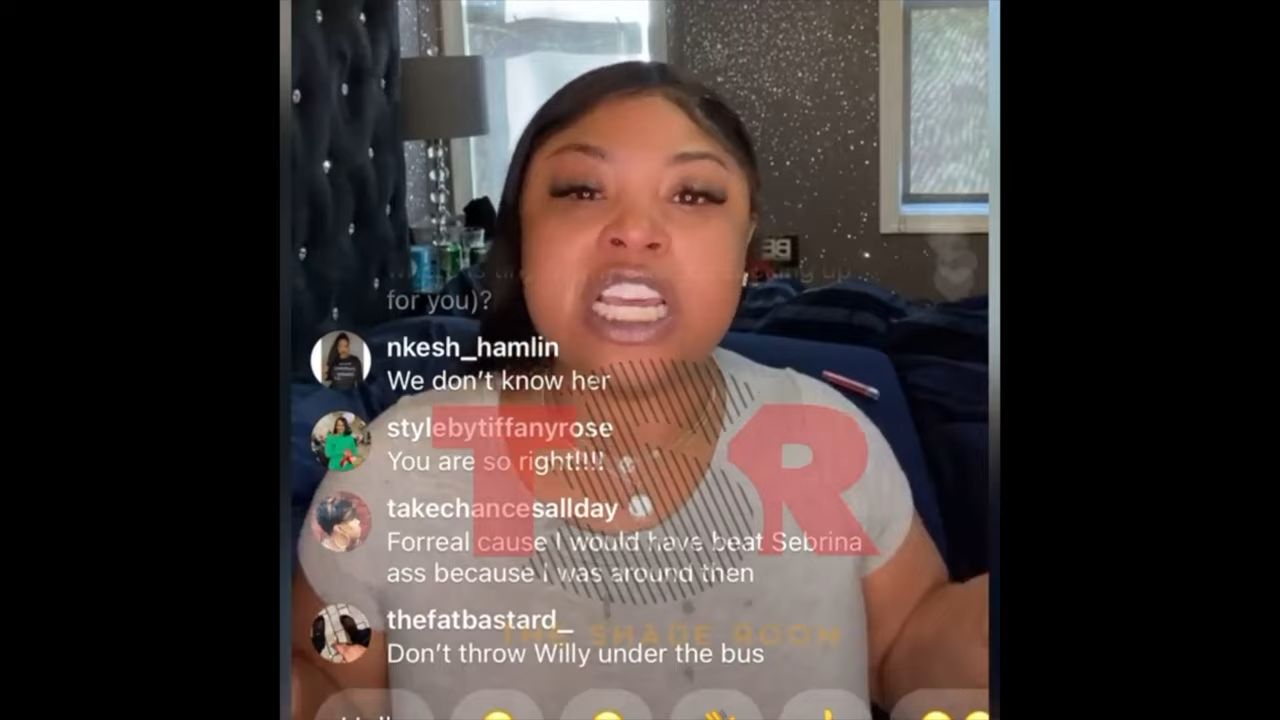 up
for you)?
nkesh_hamlin
We don't know her
stylebytiffanyrose
You are so right!!!!
takechancesallday
Forreal cause I would have beat Sebrina
ass because I was around then
T R
thefatbastard_
THE SHADE ROOM
Don't throw Willy under the bus